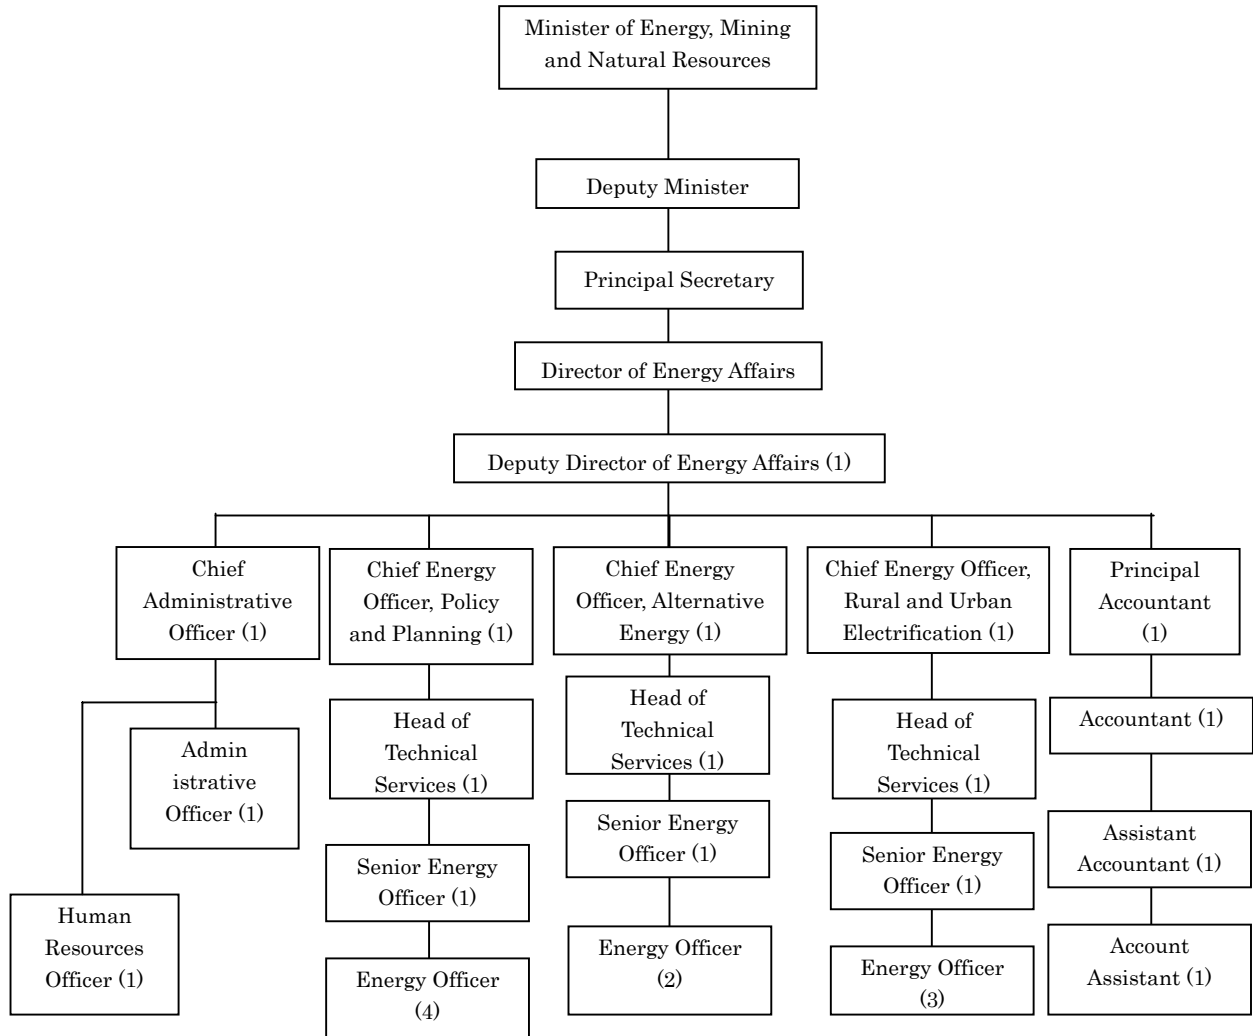 Minister of Energy, Mining
and Natural Resources
Deputy Minister
Principal Secretary
Director of Energy Affairs
Deputy Director of Energy Affairs (1)
Chief
Administrative
Officer (1)
Chief Energy
Officer, Policy
and Planning (1)
Chief Energy
Officer, Alternative
Energy (1)
Chief Energy Officer,
Rural and Urban
Electrification (1)
Principal
Accountant
(1)
Admin
istrative
Officer (1)
Human
Resources
Officer (1)
Head of
Technical
Services (1)
Senior Energy
Officer (1)
Energy Officer
(4)
Head of
Technical
Services (1)
Senior Energy
Officer (1)
Energy Officer
(2)
Head of
Technical
Services (1)
Senior Energy
Officer (1)
Energy Officer
(3)
Accountant (1)
Assistant
Accountant (1)
Account
Assistant (1)